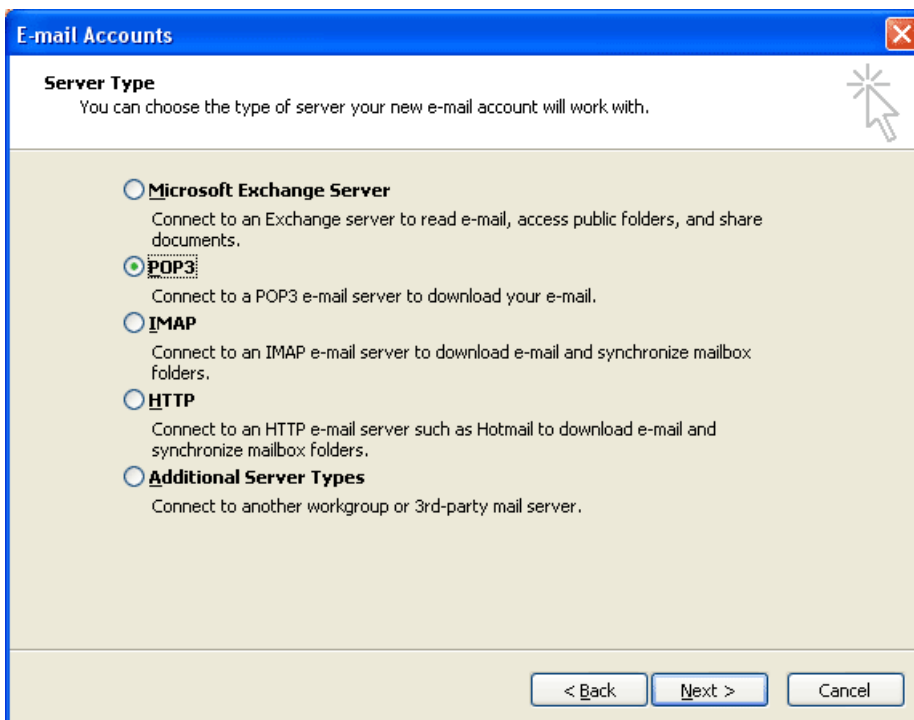 E-mail Accounts
Server Type
You can choose the type of server your new e-mail account will work with.
Microsoft Exchange Server
Connect to an Exchange server to read e-mail, access public folders, and share
documents.
POP3
Connect to a POP3 e-mail server to download your e-mail.
IMAP
Connect to an IMAP e-mail server to download e-mail and synchronize mailbox
folders.
HTTP
Connect to an HTTP e-mail server such as Hotmail to download e-mail and
synchronize mailbox folders.
Additional Server Types
Connect to another workgroup or 3rd-party mail server.
< Back Next > Cancel